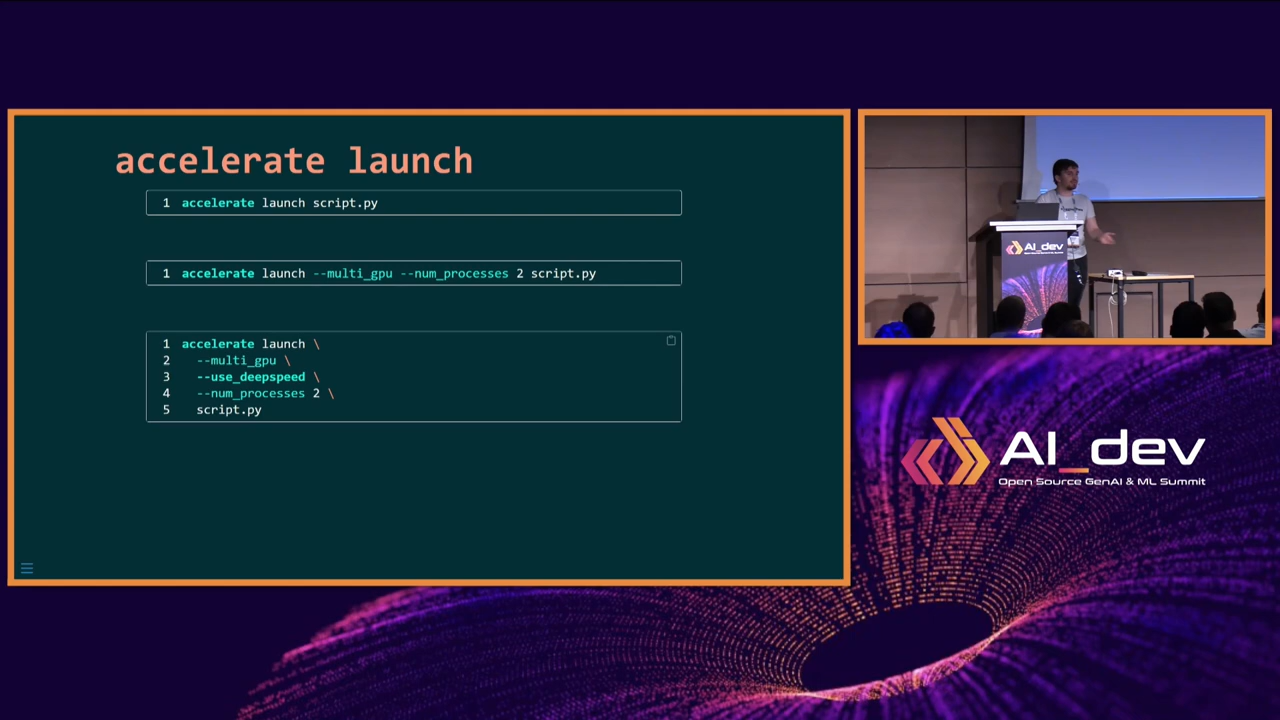 accelerate launch
1 accelerate launch script.py
1 accelerate launch --multi_gpu --num_processes 2 script.py
1 accelerate launch \
2 --multi_gpu \
3 --use_deepspeed \
4 --num_processes 2 \
5 script.py
AI_dev
AI_dev
Open Source GenAI & ML Summit